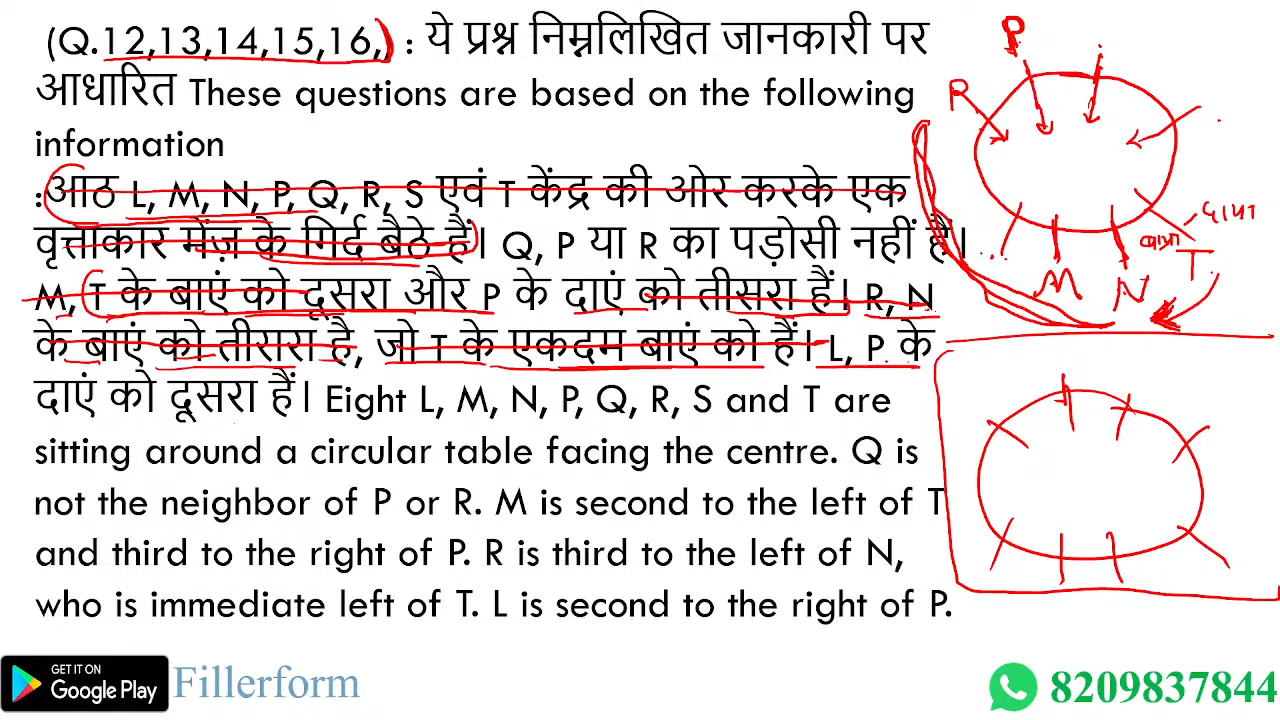 (Q.12,13,14,15,16,) : ये प्रश्न निम्नलिखित जानकारी पर
आधारित These questions are based on the following
information
:आठ L, M, N, P, Q, R, S एवं T केंद्र की ओर करके एक
वृत्ताकार मेंज़ के गिर्द बैठे हैं। Q, P या R का पड़ोसी नहीं है।
M, T के बाएं को दूसरा और P के दाएं को तीसरा हैं। R, N
के बाएं को तीरारा है, जो T के एकदम बाएं को हैं। L, P के
दाएं को दूसरा हैं। Eight L, M, N, P, Q, R, S and T are
sitting around a circular table facing the centre. Q is
not the neighbor of P or R. M is second to the left of T
and third to the right of P. R is third to the left of N,
who is immediate left of T. L is second to the right of P.
P
R
M
N
T
GET IT ON
Google Play
Fillerform
8209837844